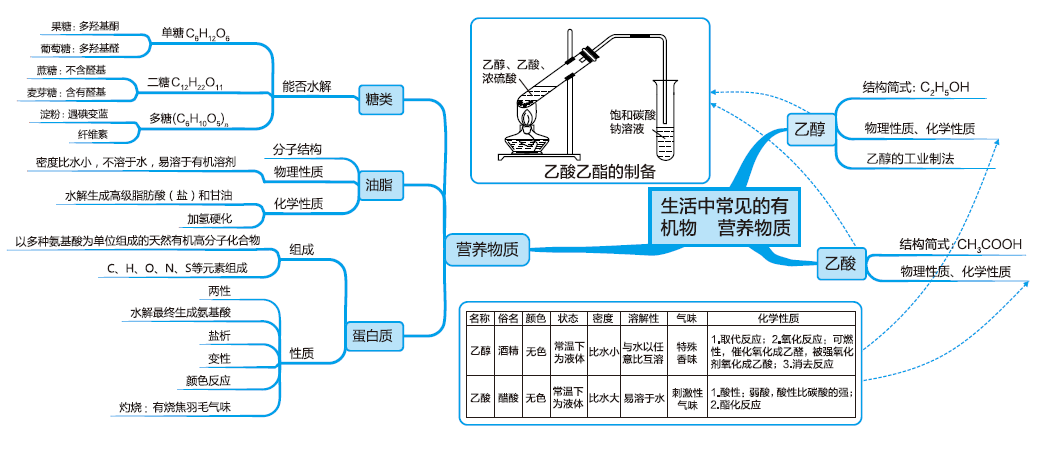 果糖：多羟基酮
葡萄糖：多羟基醛
单糖C₆H₁₂O₆
蔗糖：不含醛基
麦芽糖：含有醛基
二糖C₁₂H₂₂O₁₁
淀粉：遇碘变蓝
纤维素
多糖(C₆H₁₀O₅)ₙ
能否水解
糖类
分子结构
密度比水小，不溶于水，易溶于有机溶剂
物理性质
水解生成高级脂肪酸（盐）和甘油
加氢硬化
化学性质
油脂
以多种氨基酸为单位组成的天然有机高分子化合物
C、H、O、N、S等元素组成
组成
两性
水解最终生成氨基酸
盐析
变性
颜色反应
灼烧：有烧焦羽毛气味
性质
蛋白质
营养物质
乙醇、乙酸、
浓硫酸
饱和碳酸
钠溶液
乙酸乙酯的制备
生活中常见的有
机物 营养物质
乙醇
结构简式：C₂H₅OH
物理性质、化学性质
乙醇的工业制法
乙酸
结构简式：CH₃COOH
物理性质、化学性质
名称 俗名 颜色 状态 密度 溶解性 气味 化学性质
乙醇 酒精 无色 常温下
为液体 比水小 与水以任
意比互溶 特殊
香味 1.取代反应；2.氧化反应：可燃
性，催化氧化成乙醛，被强氧化
剂氧化成乙酸；3.消去反应
乙酸 醋酸 无色 常温下
为液体 比水大 易溶于水 刺激性
气味 1.酸性：弱酸，酸性比碳酸的强；
2.酯化反应